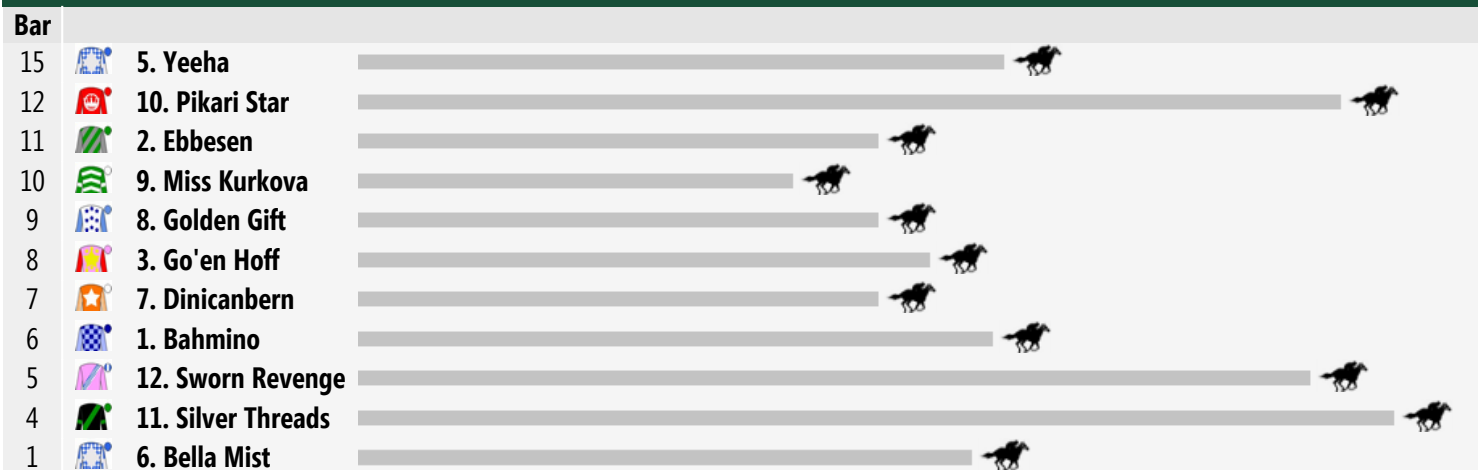 Bar
15 5. Yeeha
12 10. Pikari Star
11 2. Ebbesen
10 9. Miss Kurkova
9 8. Golden Gift
8 3. Go'en Hoff
7 7. Dinicanbern
6 1. Bahmino
5 12. Sworn Revenge
4 11. Silver Threads
1 6. Bella Mist